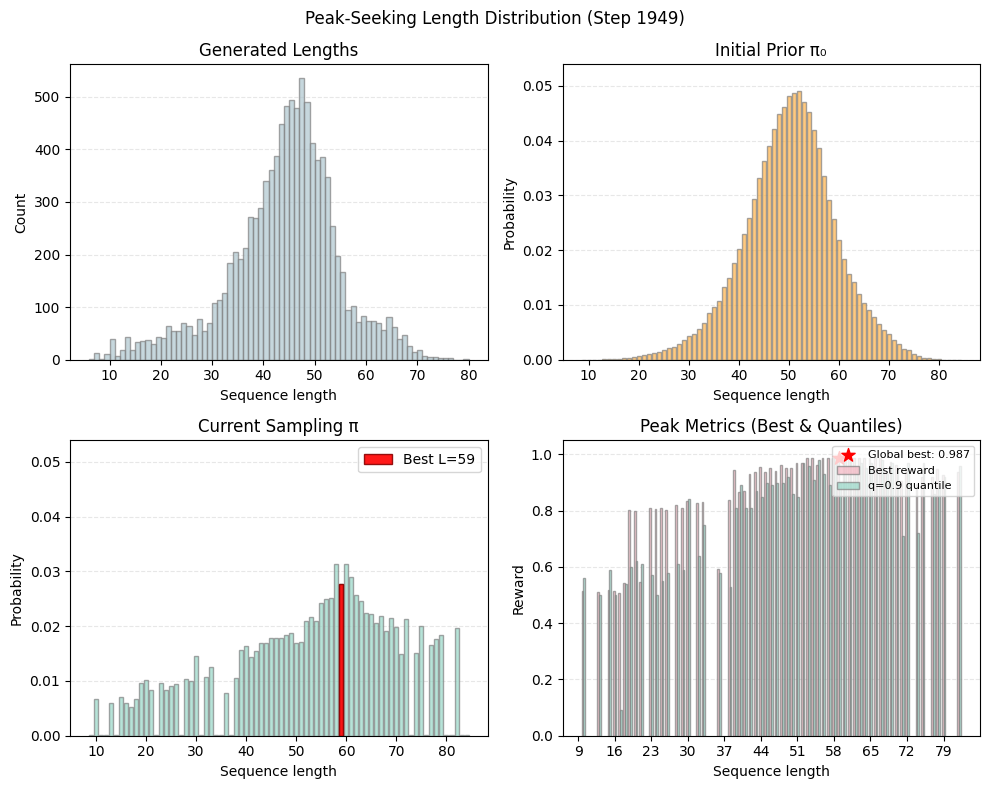 Peak-Seeking Length Distribution (Step 1949)
Generated Lengths
Count
500
400
300
200
100
0
10 20 30 40 50 60 70 80
Sequence length
Initial Prior π₀
Probability
0.05
0.04
0.03
0.02
0.01
0.00
10 20 30 40 50 60 70 80
Sequence length
Current Sampling π
Best L=59
Probability
0.05
0.04
0.03
0.02
0.01
0.00
10 20 30 40 50 60 70 80
Sequence length
Peak Metrics (Best & Quantiles)
Global best: 0.987
Best reward
q=0.9 quantile
Reward
1.0
0.8
0.6
0.4
0.2
0.0
9 16 23 30 37 44 51 58 65 72 79
Sequence length